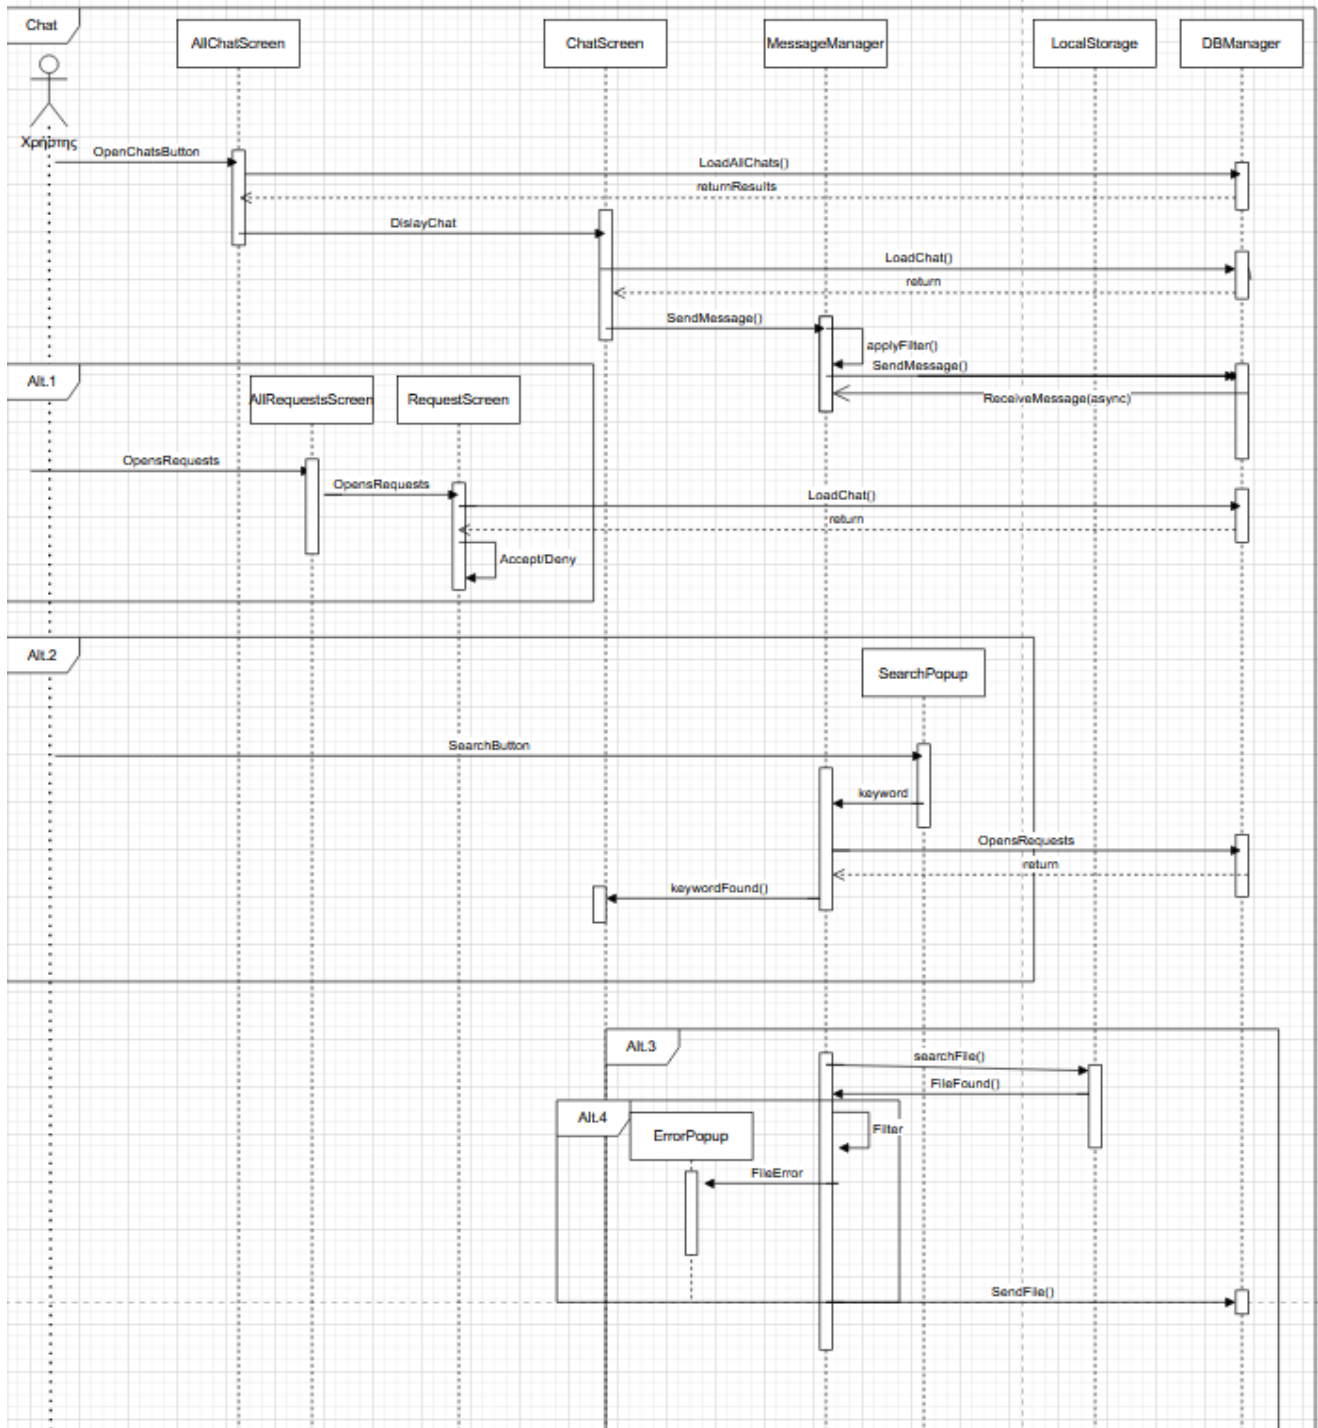 Chat
AllChatScreen
ChatScreen
MessageManager
LocalStorage
DBManager
Χρήστης
OpenChatsButton
LoadAllChats()
returnResults
DislayChat
LoadChat()
return
SendMessage()
applyFilter()
SendMessage()
ReceiveMessage(async)
Alt.1
AllRequestsScreen
RequestScreen
OpensRequests
OpensRequests
LoadChat()
return
Accept/Deny
Alt.2
SearchPopup
SearchButton
keyword
OpensRequests
return
keywordFound()
Alt.3
searchFile()
FileFound()
Alt.4
ErrorPopup
Filter
FileError
SendFile()